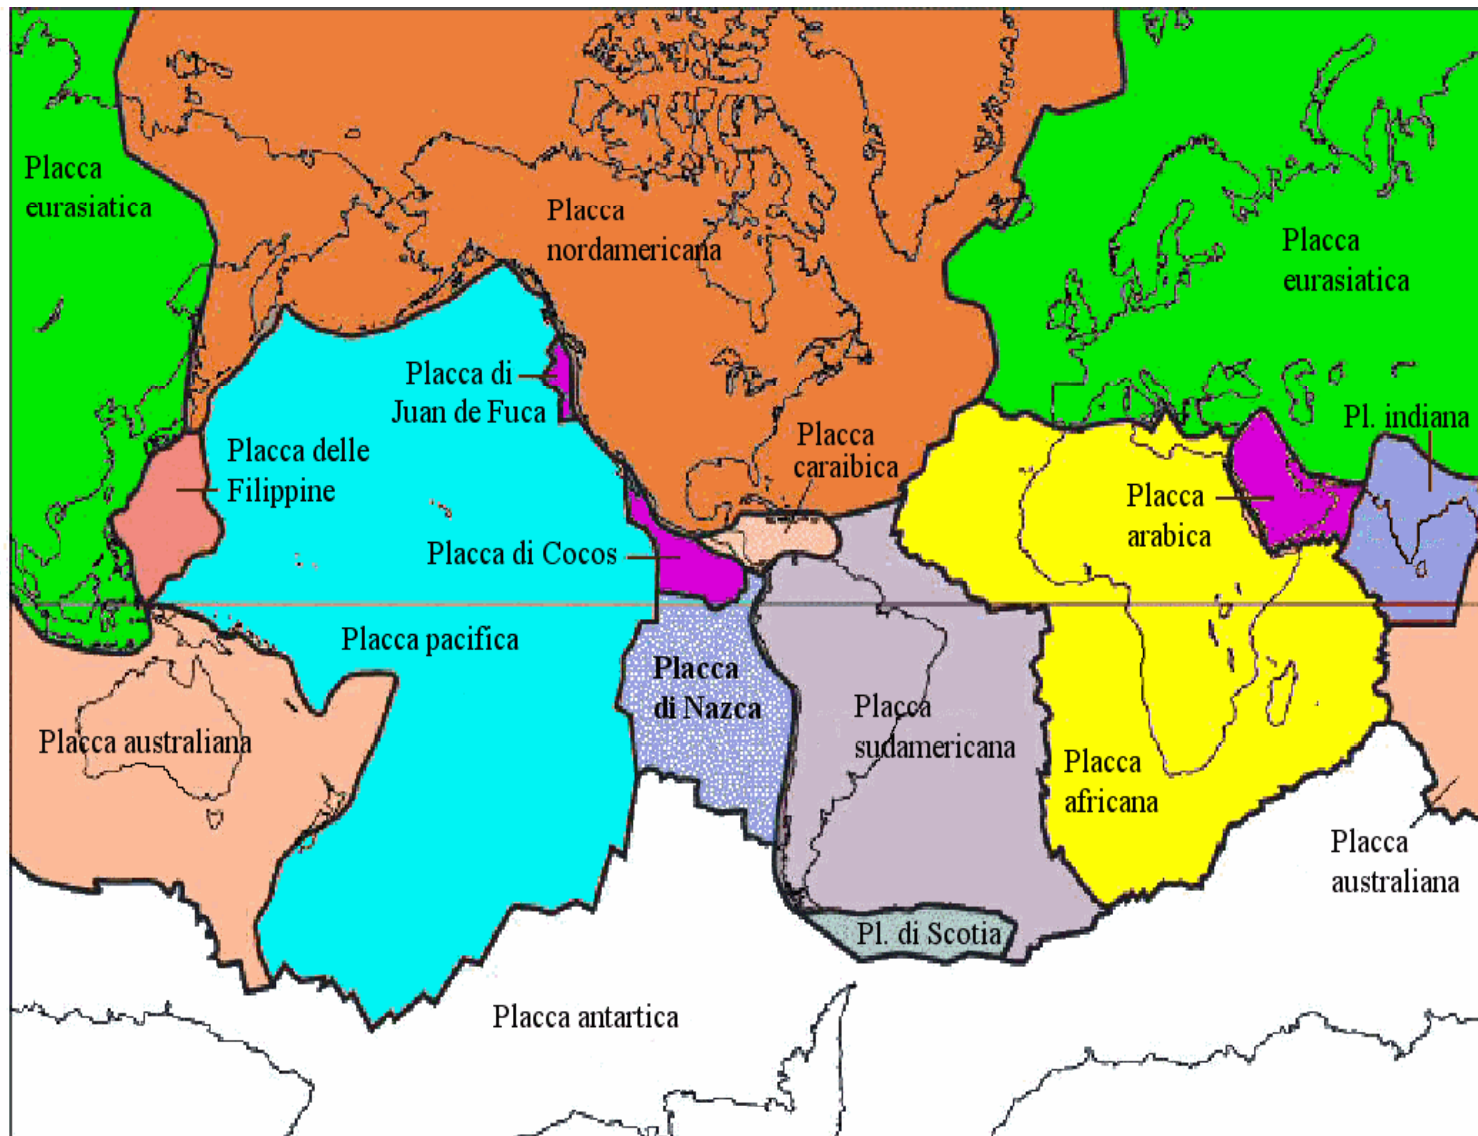 Placca
eurasiatica
Placca
nordamericana
Placca
eurasiatica
Placca di
Juan de Fuca
Placca
caraibica
Pl. indiana
Placca delle
Filippine
Placca
arabica
Placca di Cocos
Placca pacifica
Placca
di Nazca
Placca australiana
Placca
sudamericana
Placca
africana
Placca
australiana
Pl. di Scotia
Placca antartica